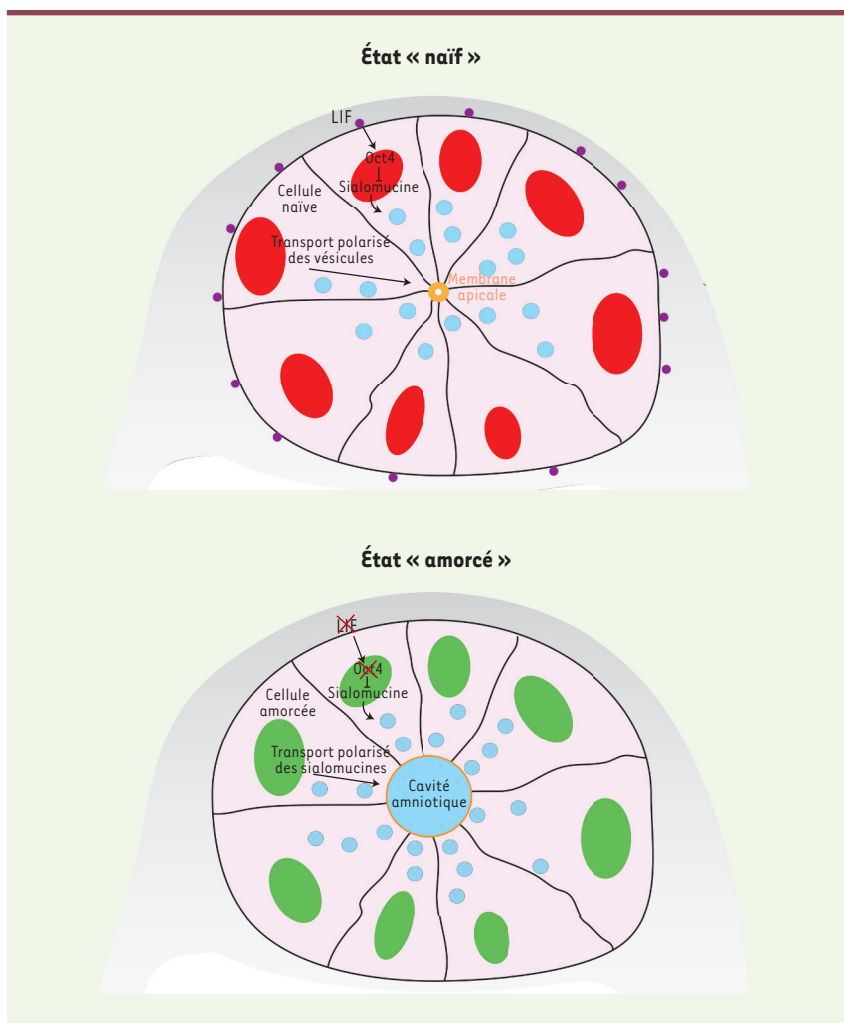 État « naïf »
LIF
Oct4
Sialomucine
Cellule
naïve
Transport polarisé
des vésicules
Membrane
apicale
État « amorcé »
LIF
Oct4
Sialomucine
Cellule
amorcée
Transport polarisé
des sialomucines
Cavité
amniotique